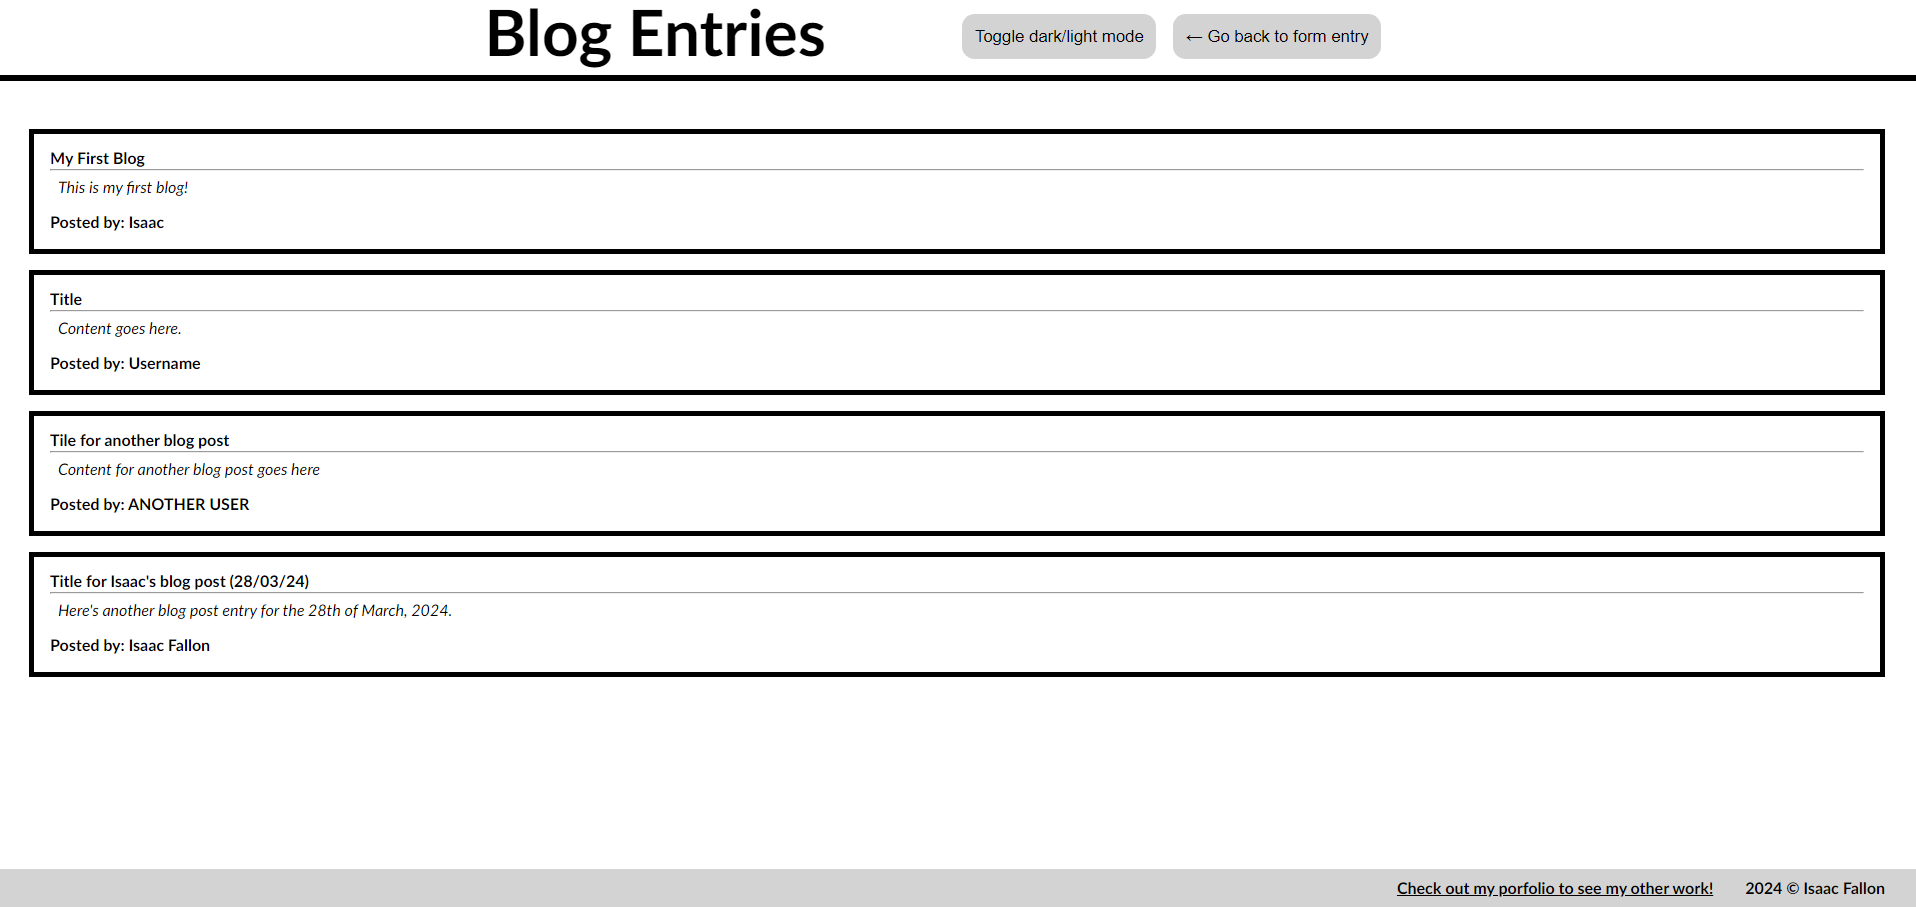 Blog Entries
Toggle dark/light mode
← Go back to form entry
My First Blog
This is my first blog!
Posted by: Isaac
Title
Content goes here.
Posted by: Username
Tile for another blog post
Content for another blog post goes here
Posted by: ANOTHER USER
Title for Isaac's blog post (28/03/24)
Here's another blog post entry for the 28th of March, 2024.
Posted by: Isaac Fallon
Check out my porfolio to see my other work!
2024 © Isaac Fallon